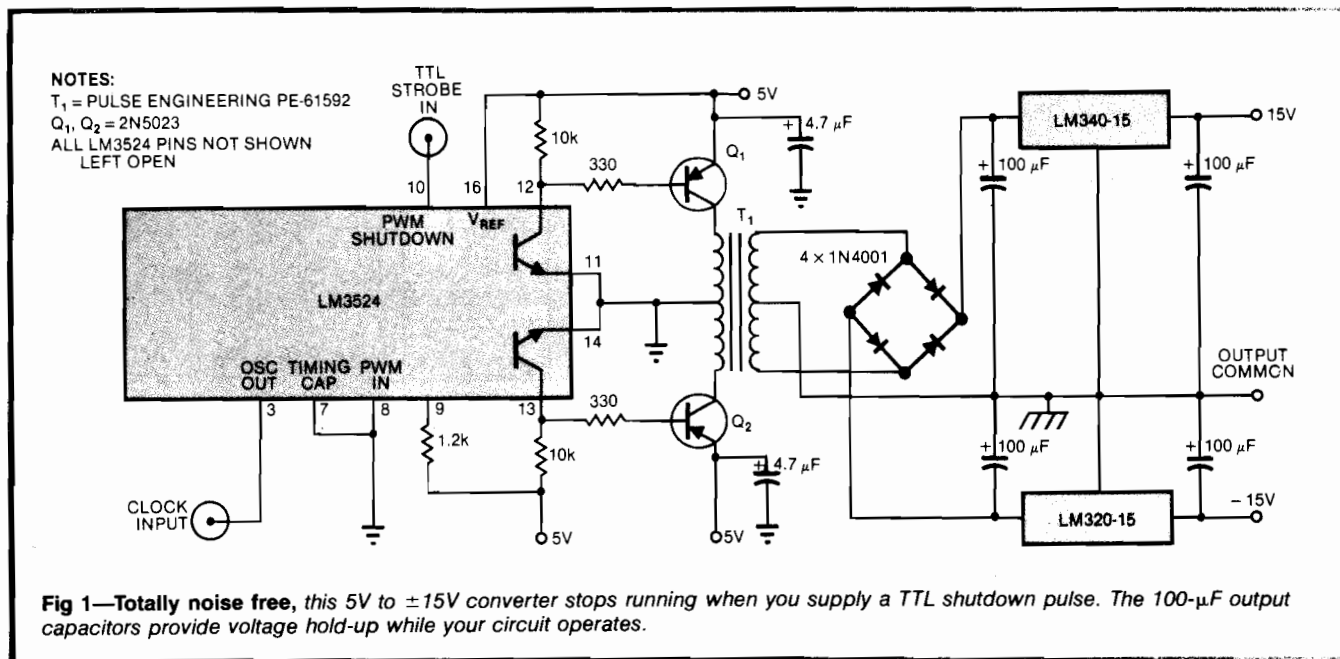 NOTES:
T₁ = PULSE ENGINEERING PE-61592
Q₁, Q₂ = 2N5023
ALL LM3524 PINS NOT SHOWN
LEFT OPEN
TTL
STROBE
IN
5V
10k
+ 4.7 µF
Q₁
330
10
16
12
PWM
SHUTDOWN
V_REF
T₁
11
LM3524
14
OSC
OUT
TIMING
CAP
PWM
IN
3
7
8
9
13
330
Q₂
1.2k
10k
+ 4.7 µF
CLOCK
INPUT
5V
5V
4 × 1N4001
LM340-15
15V
+ 100 µF
+ 100 µF
OUTPUT
COMMON
+ 100 µF
+ 100 µF
LM320-15
– 15V
Fig 1—Totally noise free, this 5V to ±15V converter stops running when you supply a TTL shutdown pulse. The 100-µF output
capacitors provide voltage hold-up while your circuit operates.